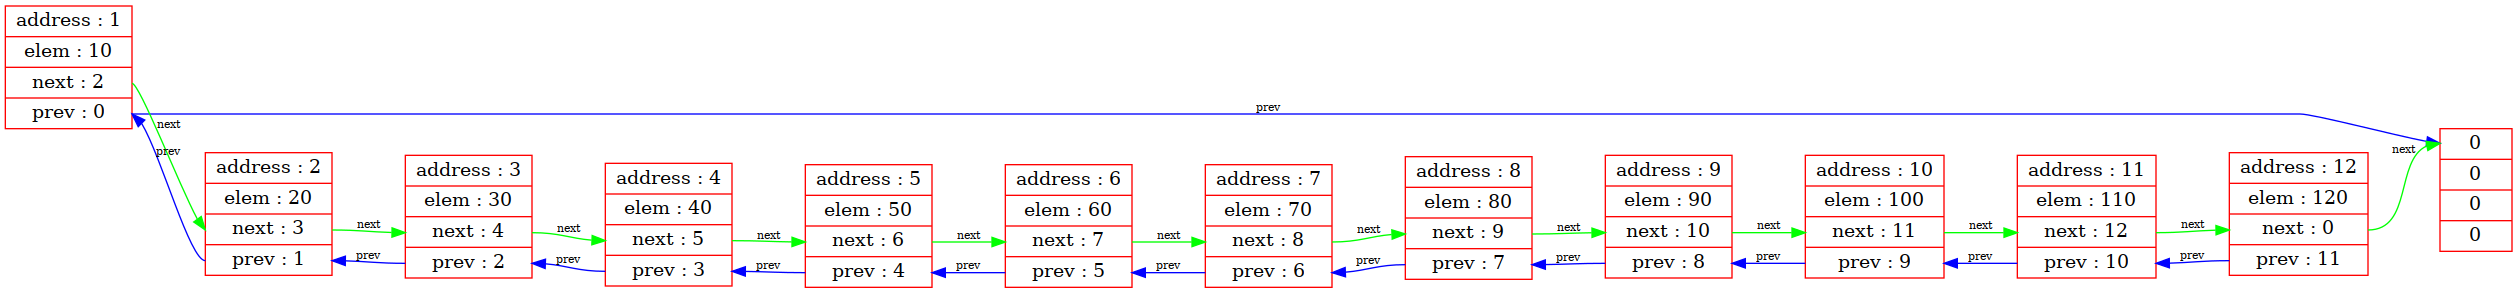 address : 1
elem : 10
next : 2
prev : 0
next
prev
prev
address : 2
elem : 20
next : 3
prev : 1
next
prev
address : 3
elem : 30
next : 4
prev : 2
next
prev
address : 4
elem : 40
next : 5
prev : 3
next
prev
address : 5
elem : 50
next : 6
prev : 4
next
prev
address : 6
elem : 60
next : 7
prev : 5
next
prev
address : 7
elem : 70
next : 8
prev : 6
next
prev
address : 8
elem : 80
next : 9
prev : 7
next
prev
address : 9
elem : 90
next : 10
prev : 8
next
prev
address : 10
elem : 100
next : 11
prev : 9
next
prev
address : 11
elem : 110
next : 12
prev : 10
next
prev
address : 12
elem : 120
next : 0
prev : 11
next
0
0
0
0